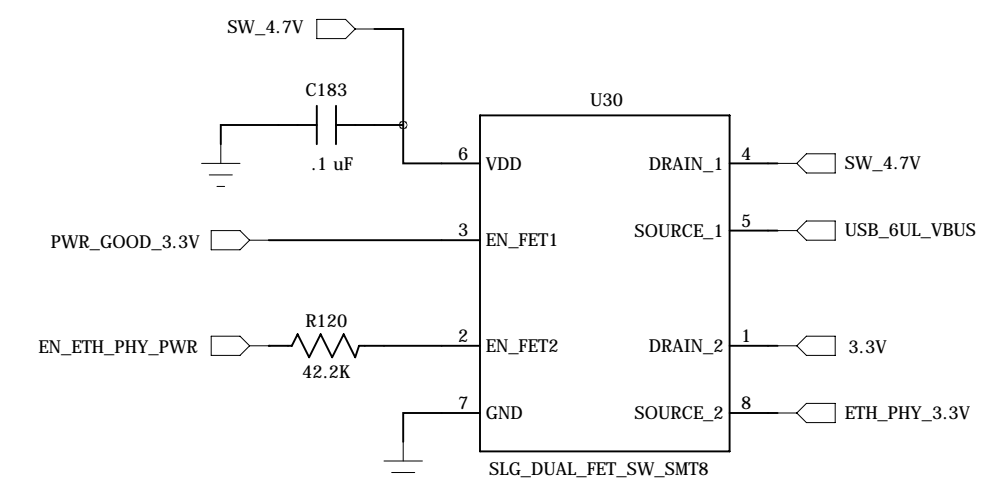 SW_4.7V
C183
.1 uF
U30
6 VDD
DRAIN_1 4
SW_4.7V
PWR_GOOD_3.3V
3 EN_FET1
SOURCE_1 5
USB_6UL_VBUS
EN_ETH_PHY_PWR
R120
42.2K
2 EN_FET2
DRAIN_2 1
3.3V
7 GND
SOURCE_2 8
ETH_PHY_3.3V
SLG_DUAL_FET_SW_SMT8